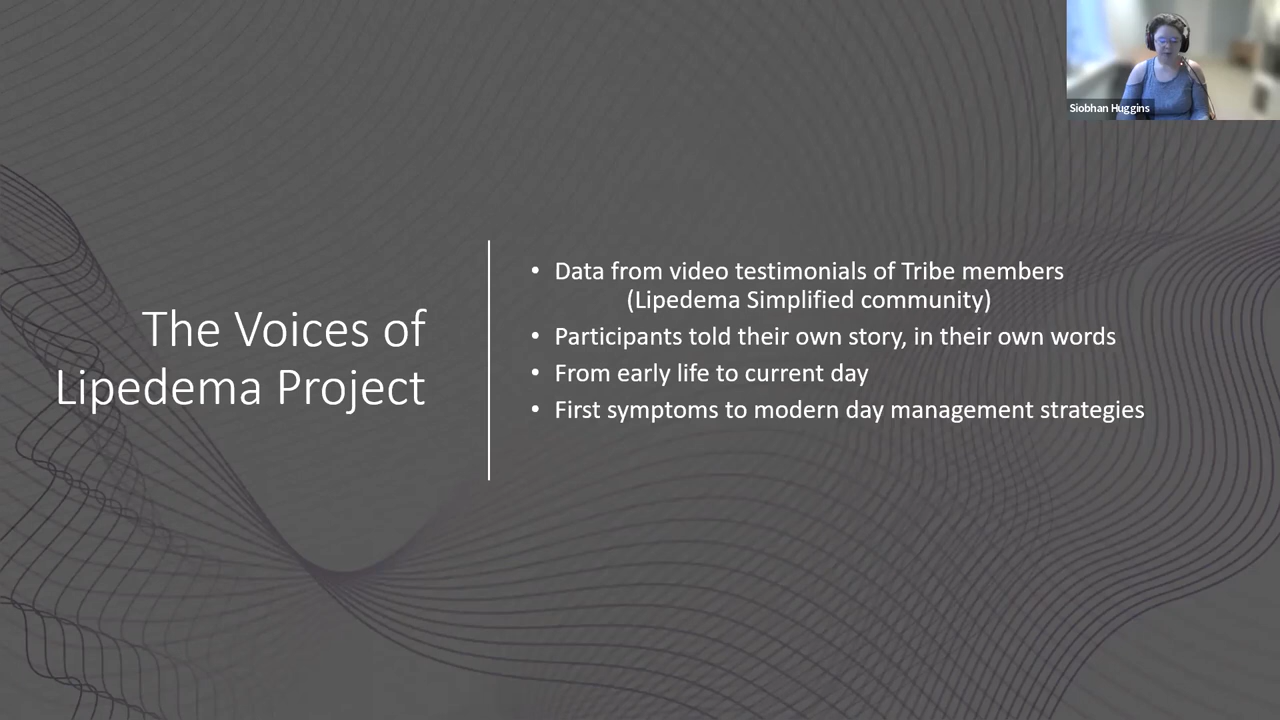 Siobhan Huggins
The Voices of
Lipedema Project
• Data from video testimonials of Tribe members
(Lipedema Simplified community)
• Participants told their own story, in their own words
• From early life to current day
• First symptoms to modern day management strategies